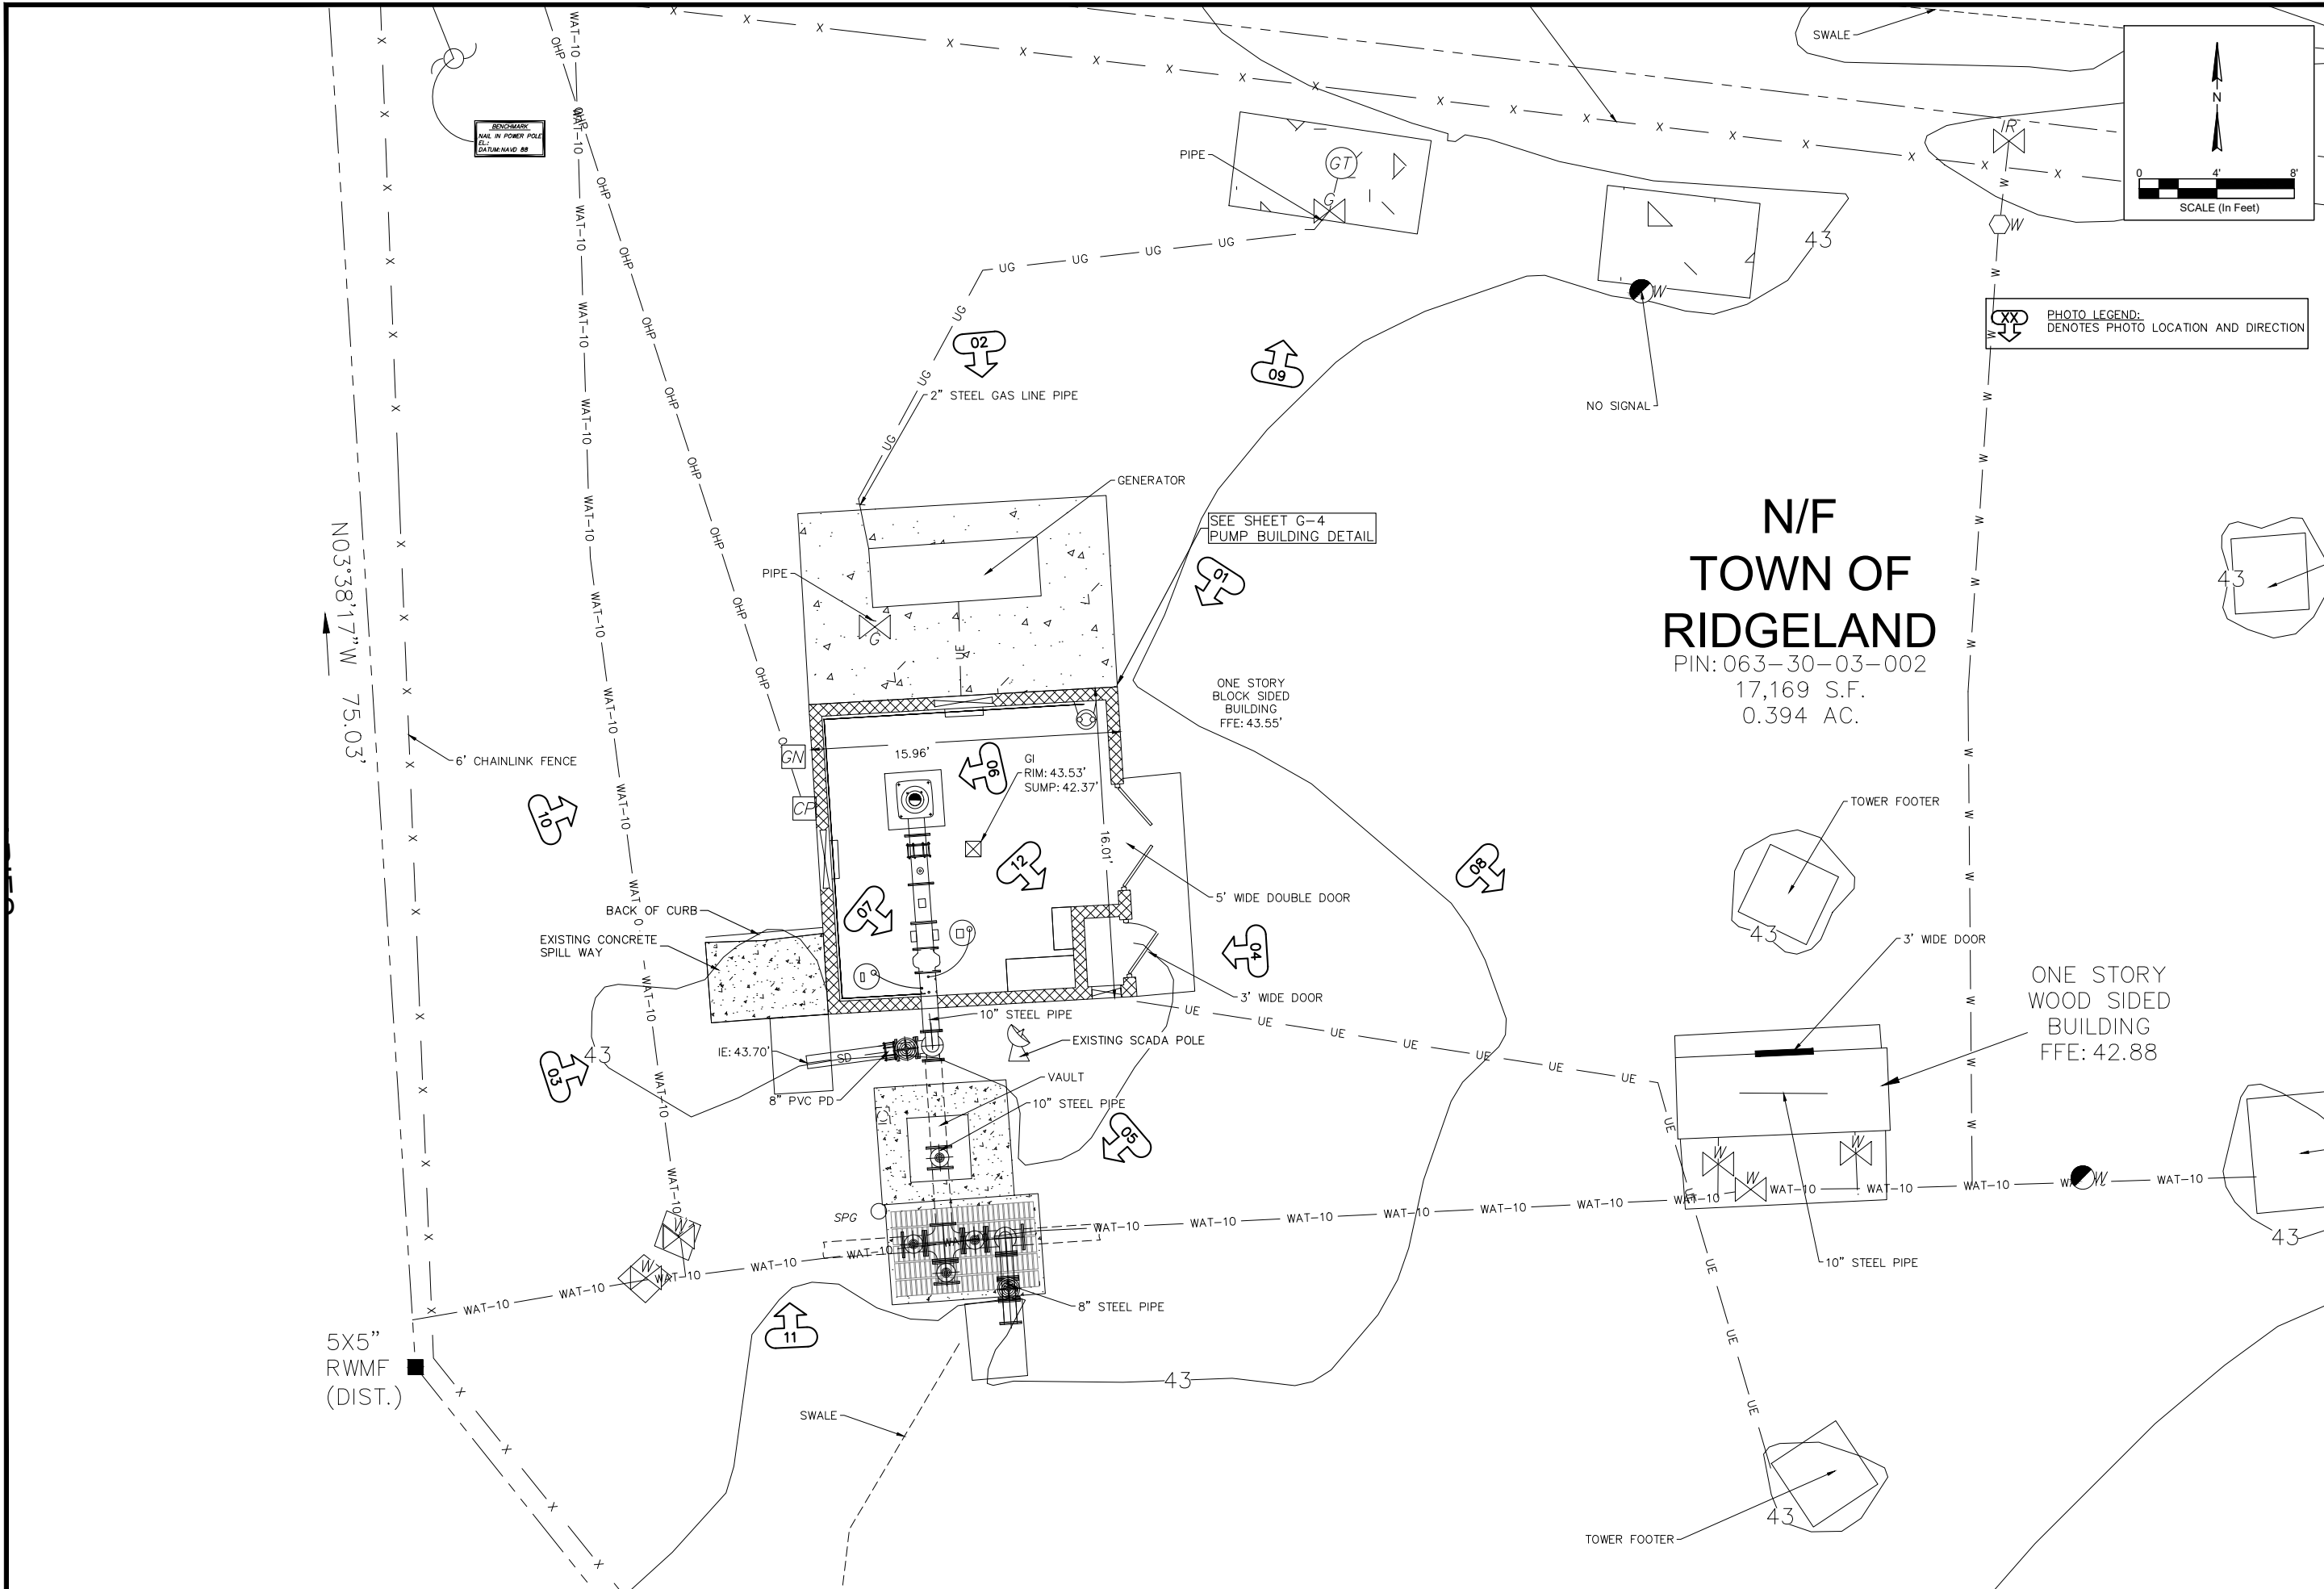 SWALE
N
0 4' 8'
SCALE (In Feet)
BENCHMARK
NAIL IN POWER POLE
EL.:
DATUM: NAVD 88
PIPE
GT
G
IR
W
43
W
XX
PHOTO LEGEND:
DENOTES PHOTO LOCATION AND DIRECTION
NO SIGNAL
02
09
2" STEEL GAS LINE PIPE
GENERATOR
SEE SHEET G-4
PUMP BUILDING DETAIL
N/F
TOWN OF
RIDGELAND
PIN: 063-30-03-002
17,169 S.F.
0.394 AC.
N03°38'17"W 75.03'
PIPE
G
UE
01
43
ONE STORY
BLOCK SIDED
BUILDING
FFE: 43.55'
6' CHAINLINK FENCE
GN
CP
15.96'
16.01'
06
GI
RIM: 43.53'
SUMP: 42.37'
10
12
07
08
TOWER FOOTER
43
5' WIDE DOUBLE DOOR
BACK OF CURB
EXISTING CONCRETE
SPILL WAY
04
3' WIDE DOOR
3' WIDE DOOR
ONE STORY
WOOD SIDED
BUILDING
FFE: 42.88
10" STEEL PIPE
IE: 43.70'
SD
EXISTING SCADA POLE
43
03
VAULT
8" PVC PD
10" STEEL PIPE
05
W
W
W
W
SPG
W
W
WAT-10
OHP
UG
UE
X
43
10" STEEL PIPE
8" STEEL PIPE
11
5X5"
RWMF
(DIST.)
43
SWALE
43
TOWER FOOTER